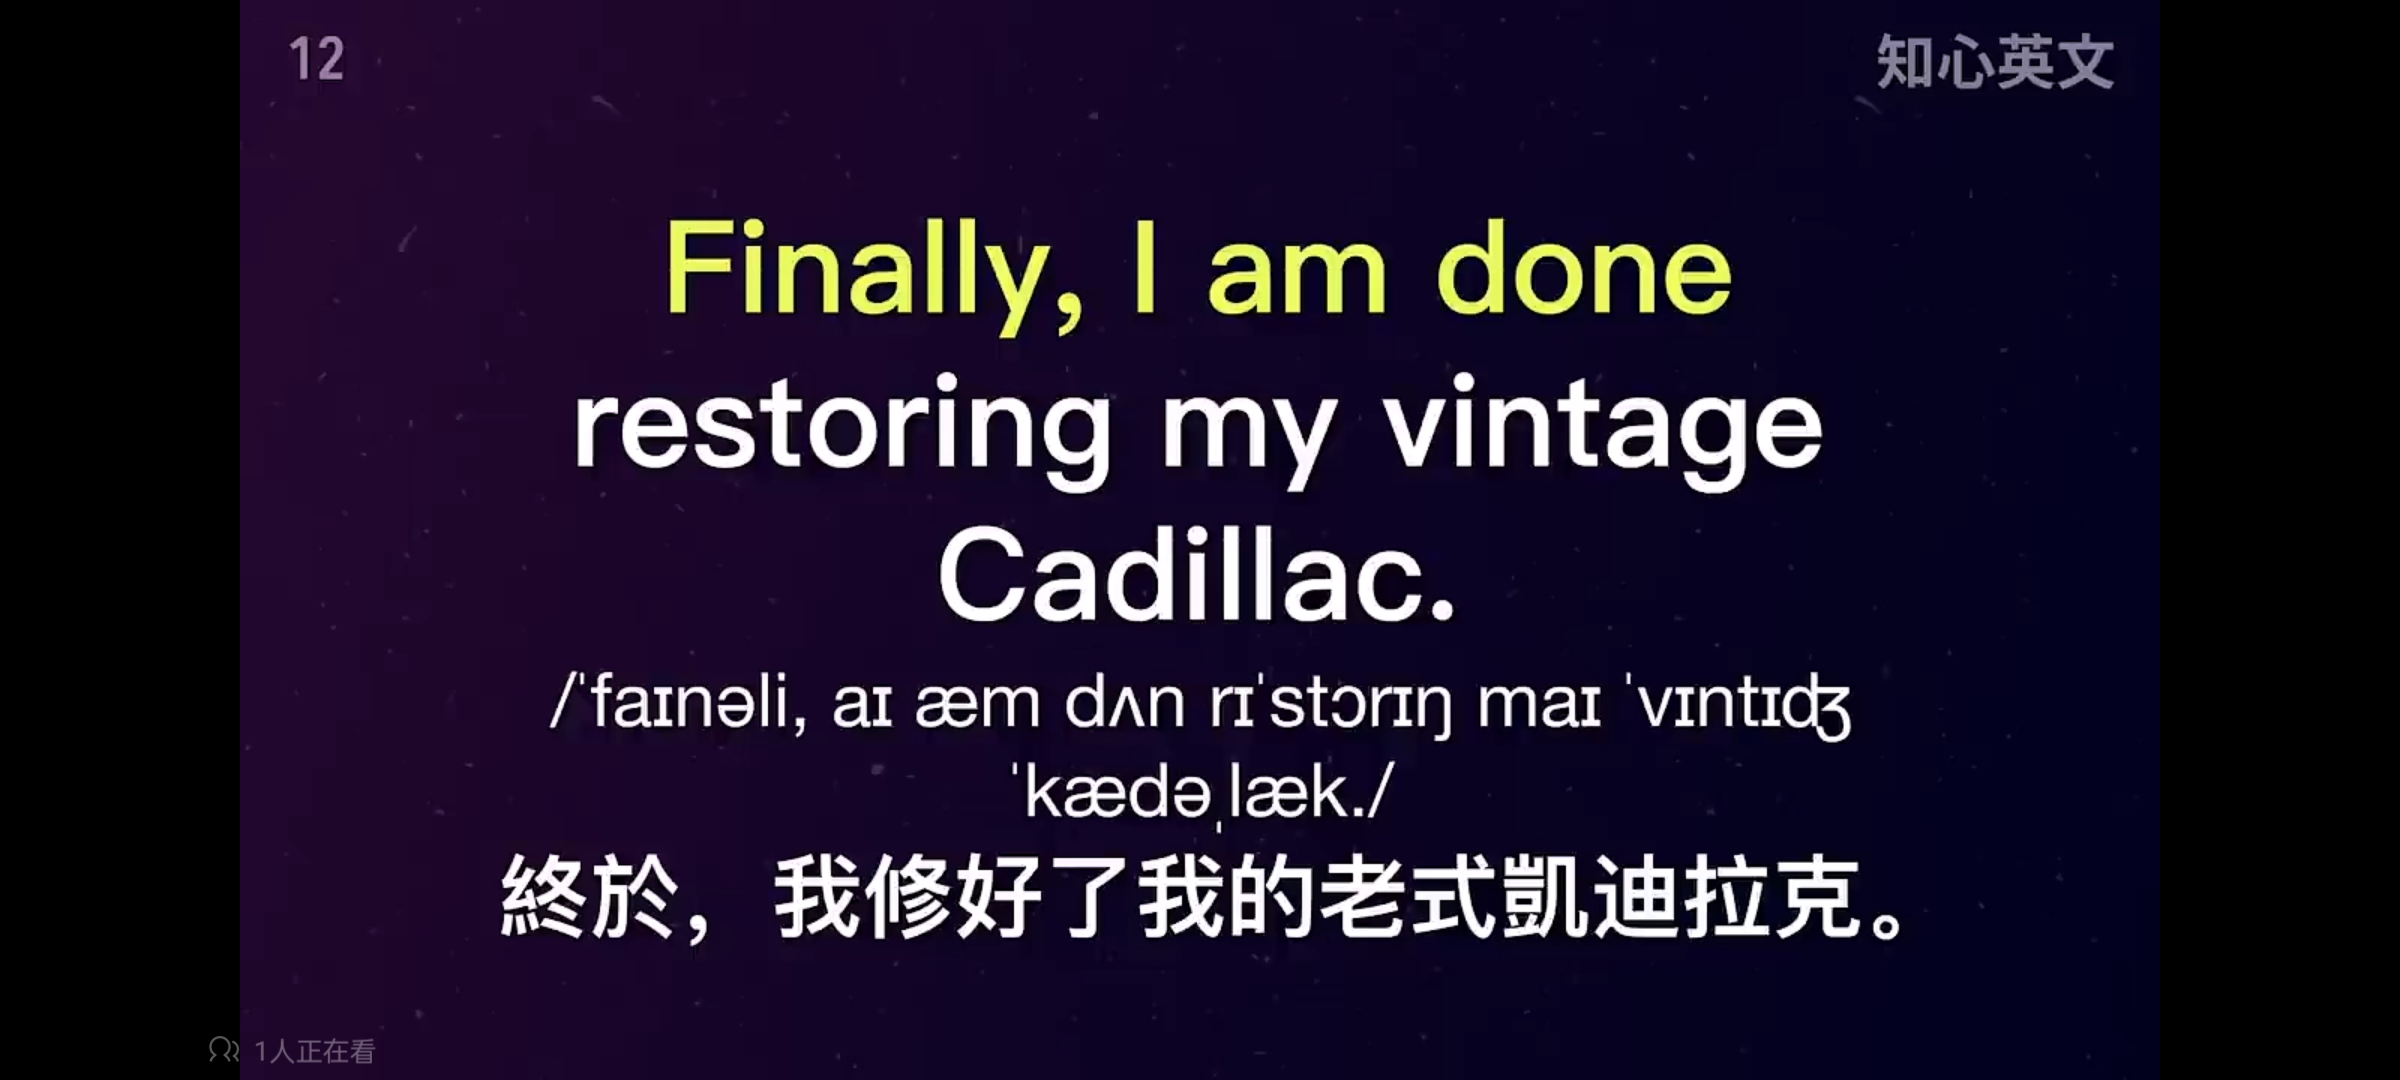 12
知心英文
Finally, I am done
restoring my vintage
Cadillac.
/ˈfaɪnəli, aɪ æm dʌn rɪˈstɔrɪŋ maɪ ˈvɪntɪʤ
ˈkædəˌlæk./
終於，我修好了我的老式凱迪拉克。
1人正在看